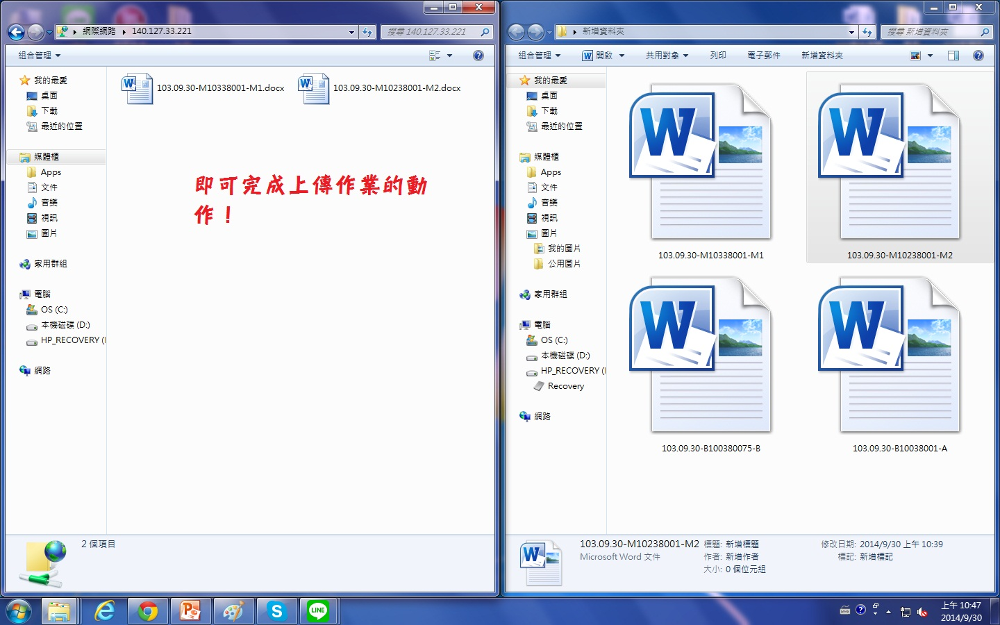 網際網路 ▸ 140.127.33.221
搜尋 140.127.33.221
組合管理
我的最愛
桌面
下載
最近的位置
媒體櫃
Apps
文件
音樂
視訊
圖片
家用群組
電腦
OS (C:)
本機磁碟 (D:)
HP_RECOVERY (
網路
103.09.30-M10338001-M1.docx
103.09.30-M10238001-M2.docx
即可完成上傳作業的動
作！
2 個項目
新增資料夾
搜尋 新增資料夾
組合管理 開啟 共用對象 列印 電子郵件 新增資料夾
我的最愛
桌面
下載
最近的位置
媒體櫃
Apps
文件
音樂
視訊
圖片
我的圖片
公用圖片
家用群組
電腦
OS (C:)
本機磁碟 (D:)
HP_RECOVERY (
Recovery
網路
103.09.30-M10338001-M1
103.09.30-M10238001-M2
103.09.30-B100380075-B
103.09.30-B10038001-A
103.09.30-M10238001-M2 標題: 新增標題 修改日期: 2014/9/30 上午 10:39
Microsoft Word 文件 作者: 新增作者 標記: 新增標記
大小: 0 個位元組
上午 10:47
2014/9/30